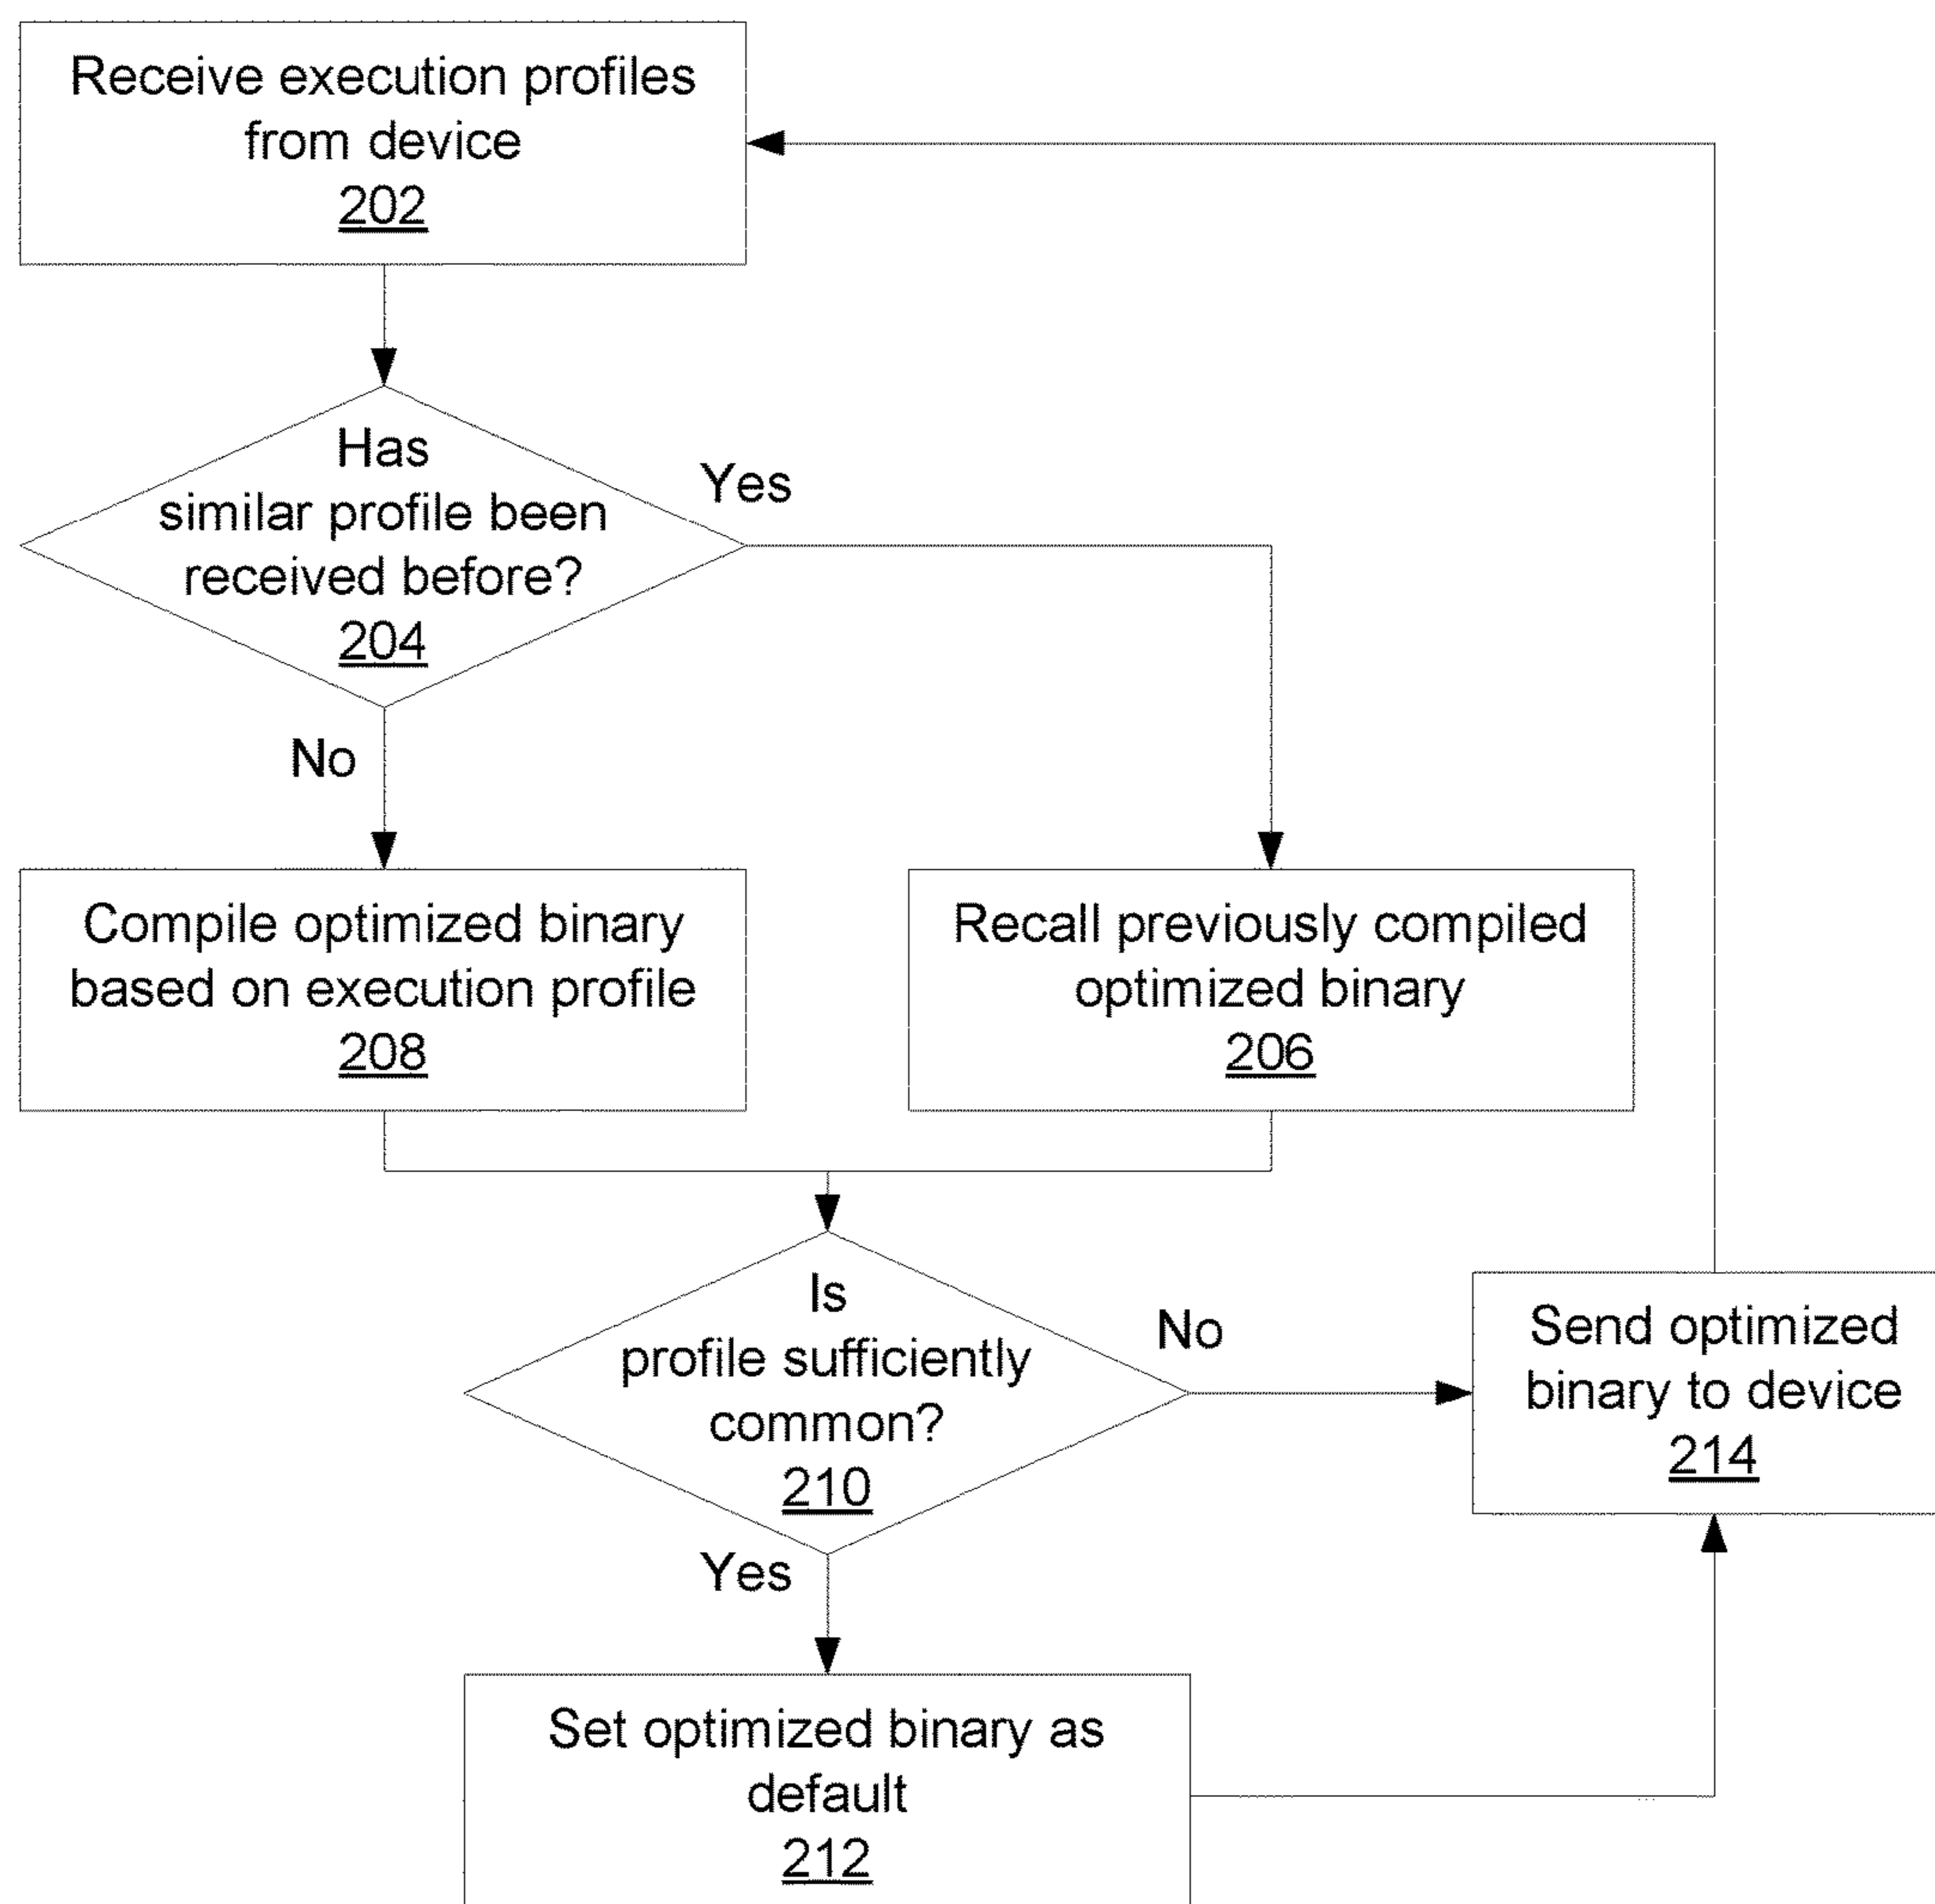 Receive execution profiles
from device
202
Has
similar profile been
received before?
204
Yes
No
Compile optimized binary
based on execution profile
208
Recall previously compiled
optimized binary
206
Is
profile sufficiently
common?
210
No
Yes
Send optimized
binary to device
214
Set optimized binary as
default
212